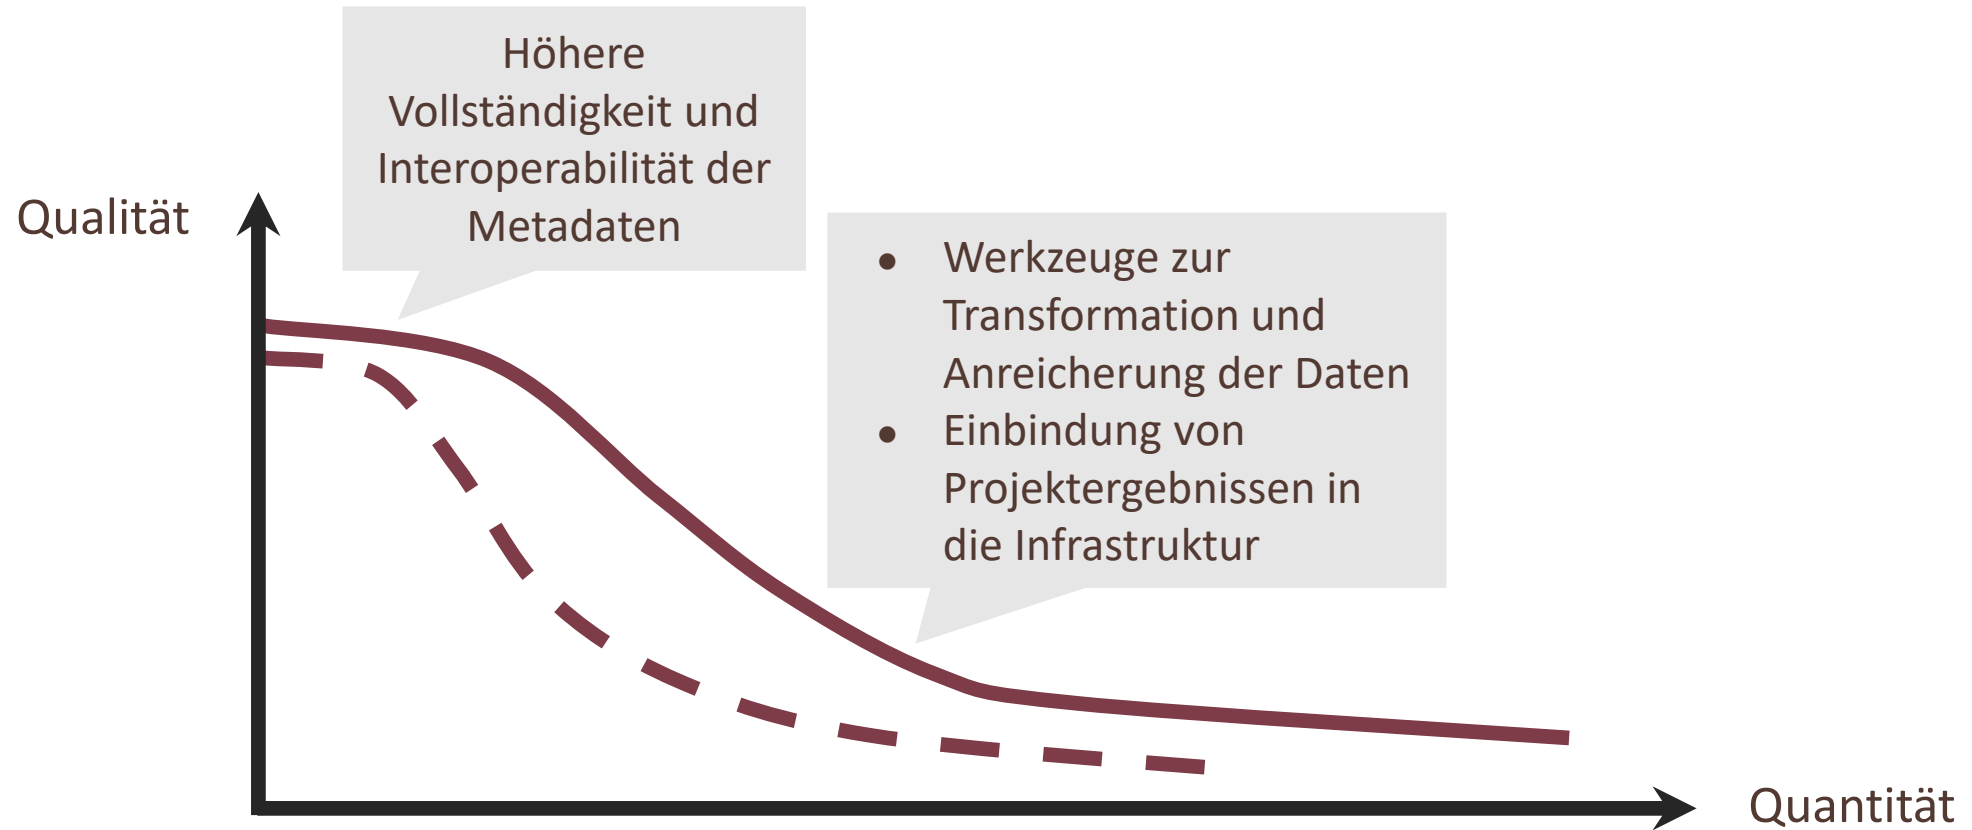 Höhere
Vollständigkeit und
Interoperabilität der
Metadaten
Qualität
● Werkzeuge zur
Transformation und
Anreicherung der Daten
● Einbindung von
Projektergebnissen in
die Infrastruktur
Quantität